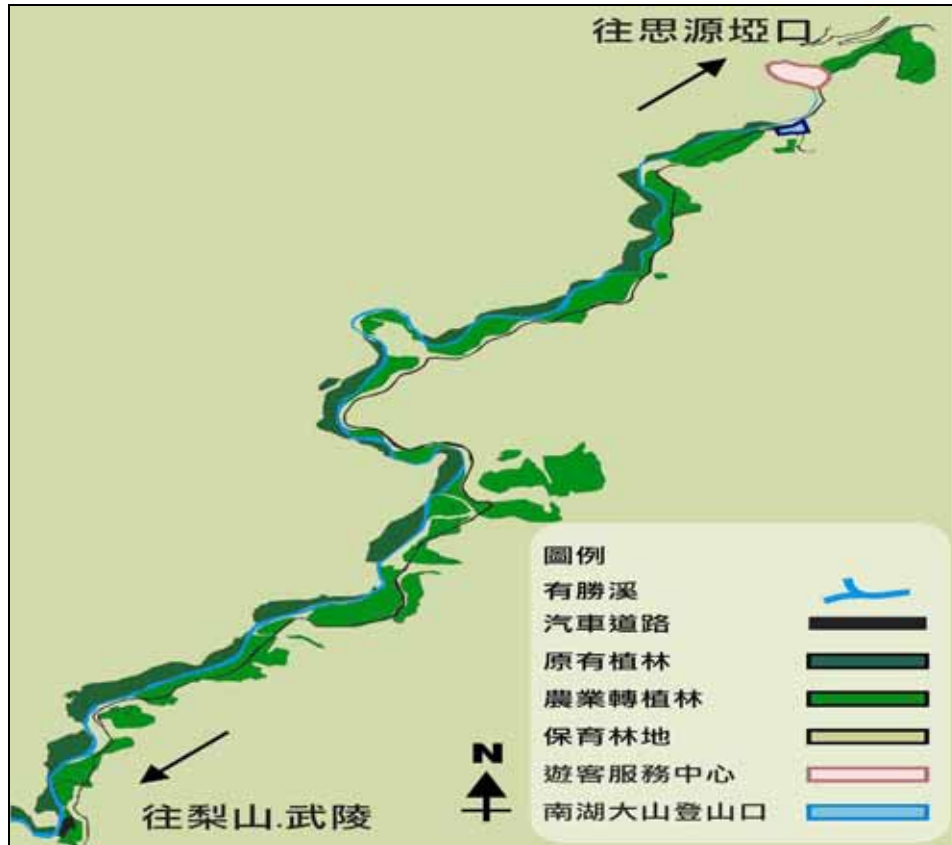 往思源埡口
圖例
有勝溪
汽車道路
原有植林
農業轉植林
保育林地
遊客服務中心
南湖大山登山口
N
往梨山.武陵